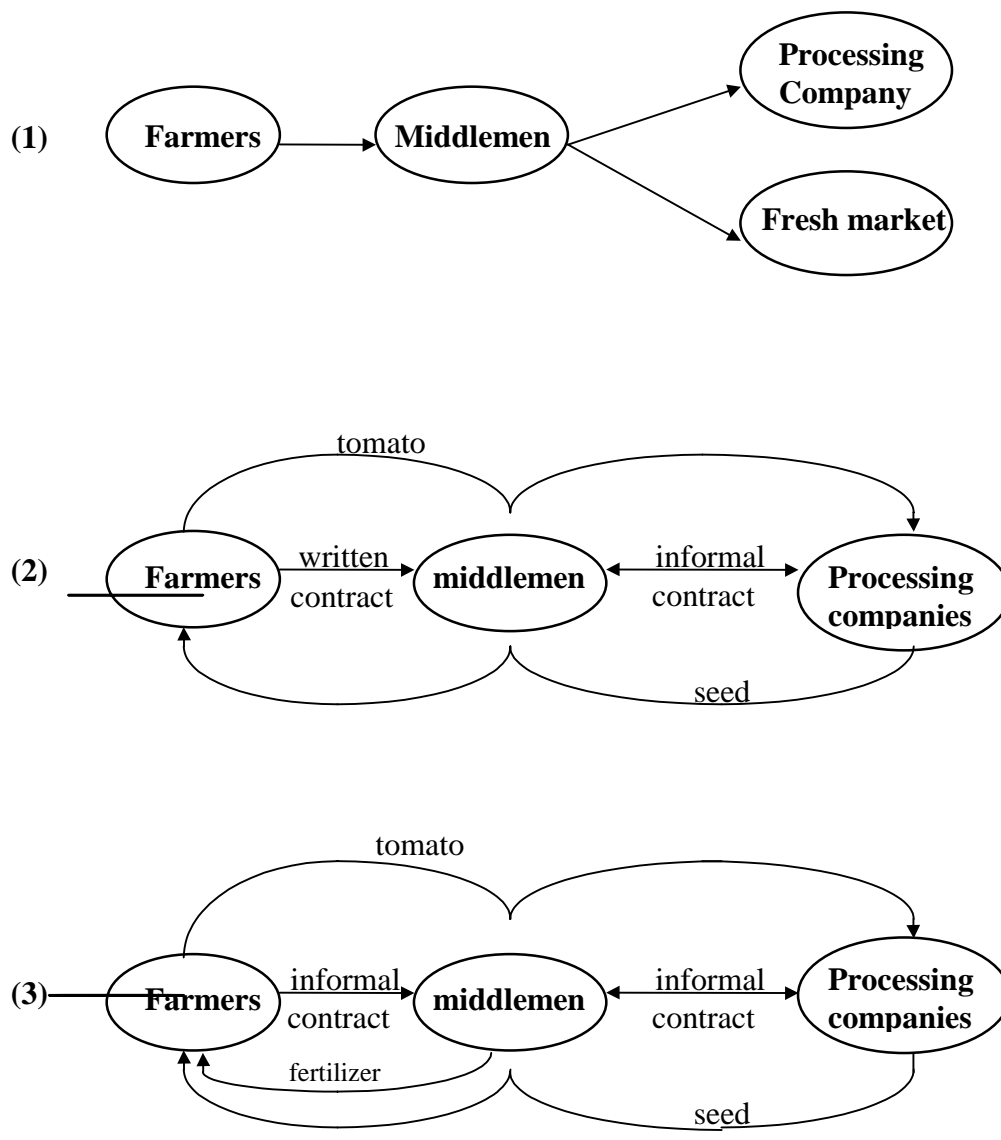 (1)
Farmers
Middlemen
Processing
Company
Fresh market
(2)
tomato
Farmers
written
contract
middlemen
informal
contract
Processing
companies
seed
(3)
tomato
Farmers
informal
contract
middlemen
informal
contract
Processing
companies
fertilizer
seed